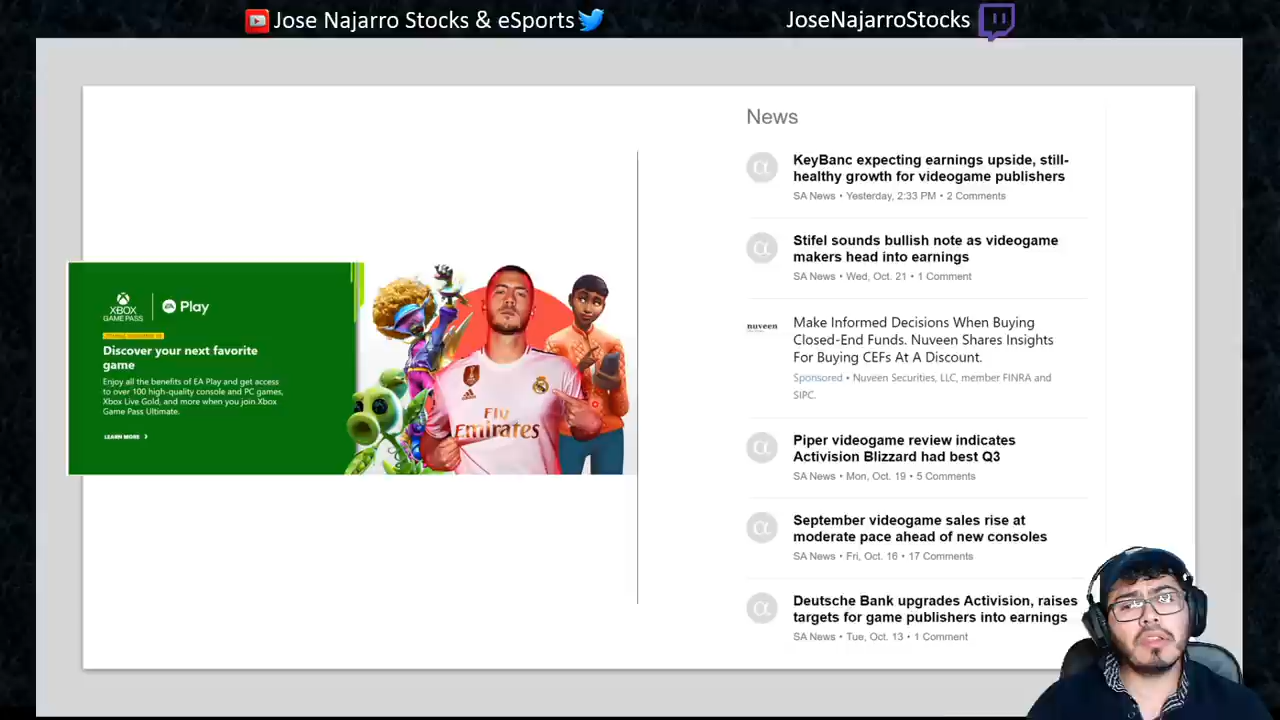 Jose Najarro Stocks & eSports
JoseNajarroStocks
News
KeyBanc expecting earnings upside, still-
healthy growth for videogame publishers
SA News • Yesterday, 2:33 PM • 2 Comments
Stifel sounds bullish note as videogame
makers head into earnings
SA News • Wed, Oct. 21 • 1 Comment
nuveen
Make Informed Decisions When Buying
Closed-End Funds. Nuveen Shares Insights
For Buying CEFs At A Discount.
Sponsored • Nuveen Securities, LLC, member FINRA and
SIPC.
Piper videogame review indicates
Activision Blizzard had best Q3
SA News • Mon, Oct. 19 • 5 Comments
September videogame sales rise at
moderate pace ahead of new consoles
SA News • Fri, Oct. 16 • 17 Comments
Deutsche Bank upgrades Activision, raises
targets for game publishers into earnings
SA News • Tue, Oct. 13 • 1 Comment
XBOX
GAME PASS
EA Play
Discover your next favorite
game
Enjoy all the benefits of EA Play and get access
to over 100 high-quality console and PC games,
Xbox Live Gold, and more when you join Xbox
Game Pass Ultimate.
LEARN MORE >
Fly
Emirates